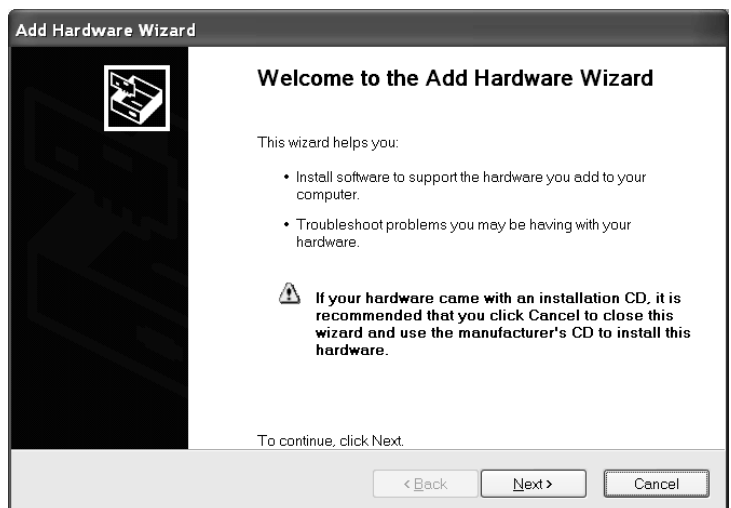 Add Hardware Wizard
Welcome to the Add Hardware Wizard
This wizard helps you:
• Install software to support the hardware you add to your
computer.
• Troubleshoot problems you may be having with your
hardware.
If your hardware came with an installation CD, it is
recommended that you click Cancel to close this
wizard and use the manufacturer's CD to install this
hardware.
To continue, click Next.
< Back Next > Cancel